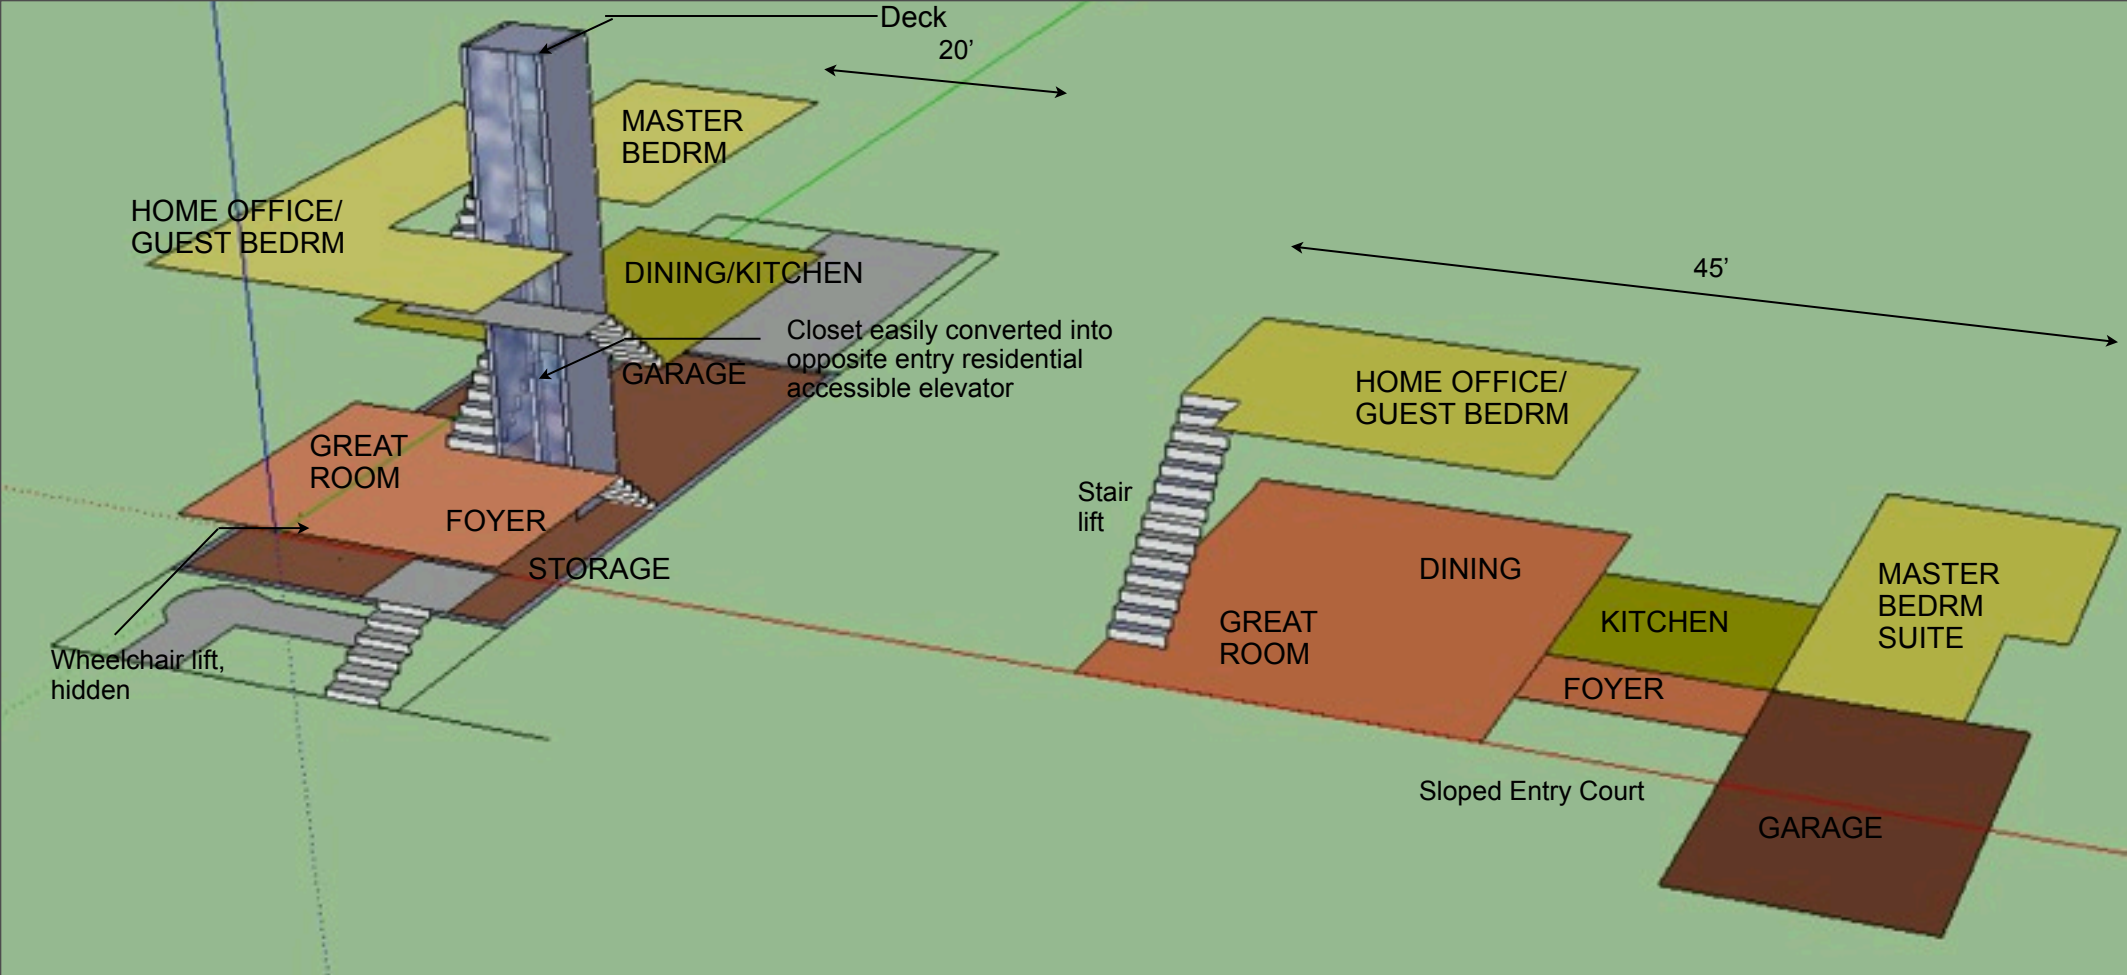 Deck
20’
MASTER
BEDRM
HOME OFFICE/
GUEST BEDRM
DINING/KITCHEN
Closet easily converted into
opposite entry residential
accessible elevator
GARAGE
GREAT
ROOM
FOYER
STORAGE
Wheelchair lift,
hidden
45’
HOME OFFICE/
GUEST BEDRM
Stair
lift
DINING
GREAT
ROOM
KITCHEN
FOYER
MASTER
BEDRM
SUITE
Sloped Entry Court
GARAGE